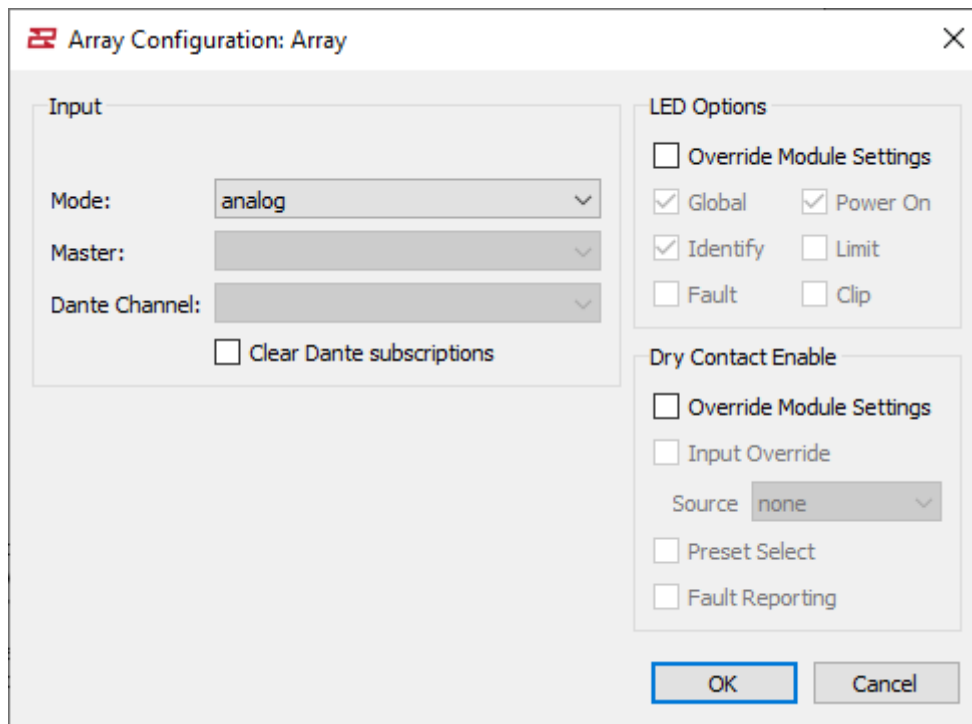 Array Configuration: Array
Input
Mode:
analog
Master:
Dante Channel:
Clear Dante subscriptions
LED Options
Override Module Settings
Global
Power On
Identify
Limit
Fault
Clip
Dry Contact Enable
Override Module Settings
Input Override
Source
none
Preset Select
Fault Reporting
OK
Cancel